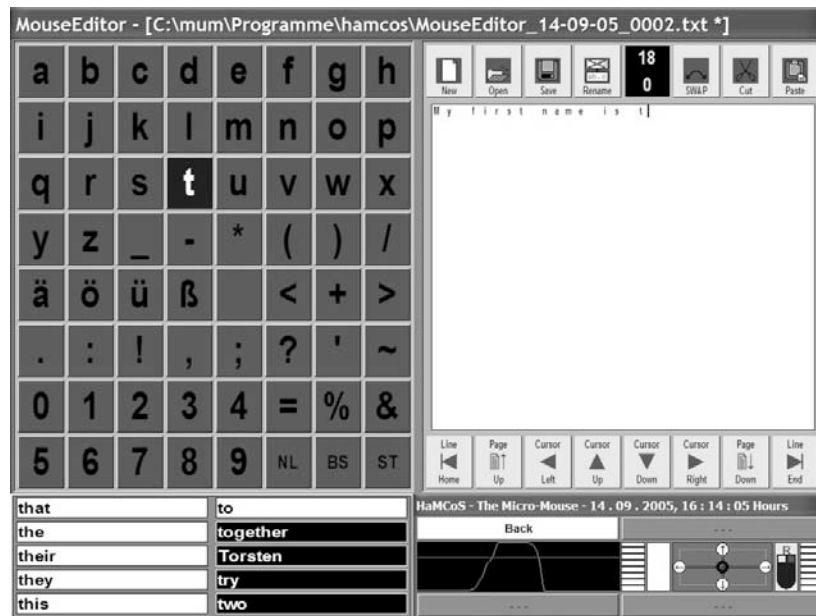 MouseEditor - [C:\mum\Programme\hamcos\MouseEditor_14-09-05_0002.txt *]
a b c d e f g h
i j k l m n o p
q r s t u v w x
y z _ - * ( ) /
ä ö ü ß < + >
. : ! , ; ? ' ~
0 1 2 3 4 = % &
5 6 7 8 9 NL BS ST
New Open Save Rename 18 0 SWAP Cut Paste
My first name is t
Line Home Page Up Cursor Left Cursor Up Cursor Down Cursor Right Page Down Line End
that to
the together
their Torsten
they try
this two
HaMCoS - The Micro-Mouse - 14 . 09 . 2005, 16 : 14 : 05 Hours
Back - - -
R
- - - - - -